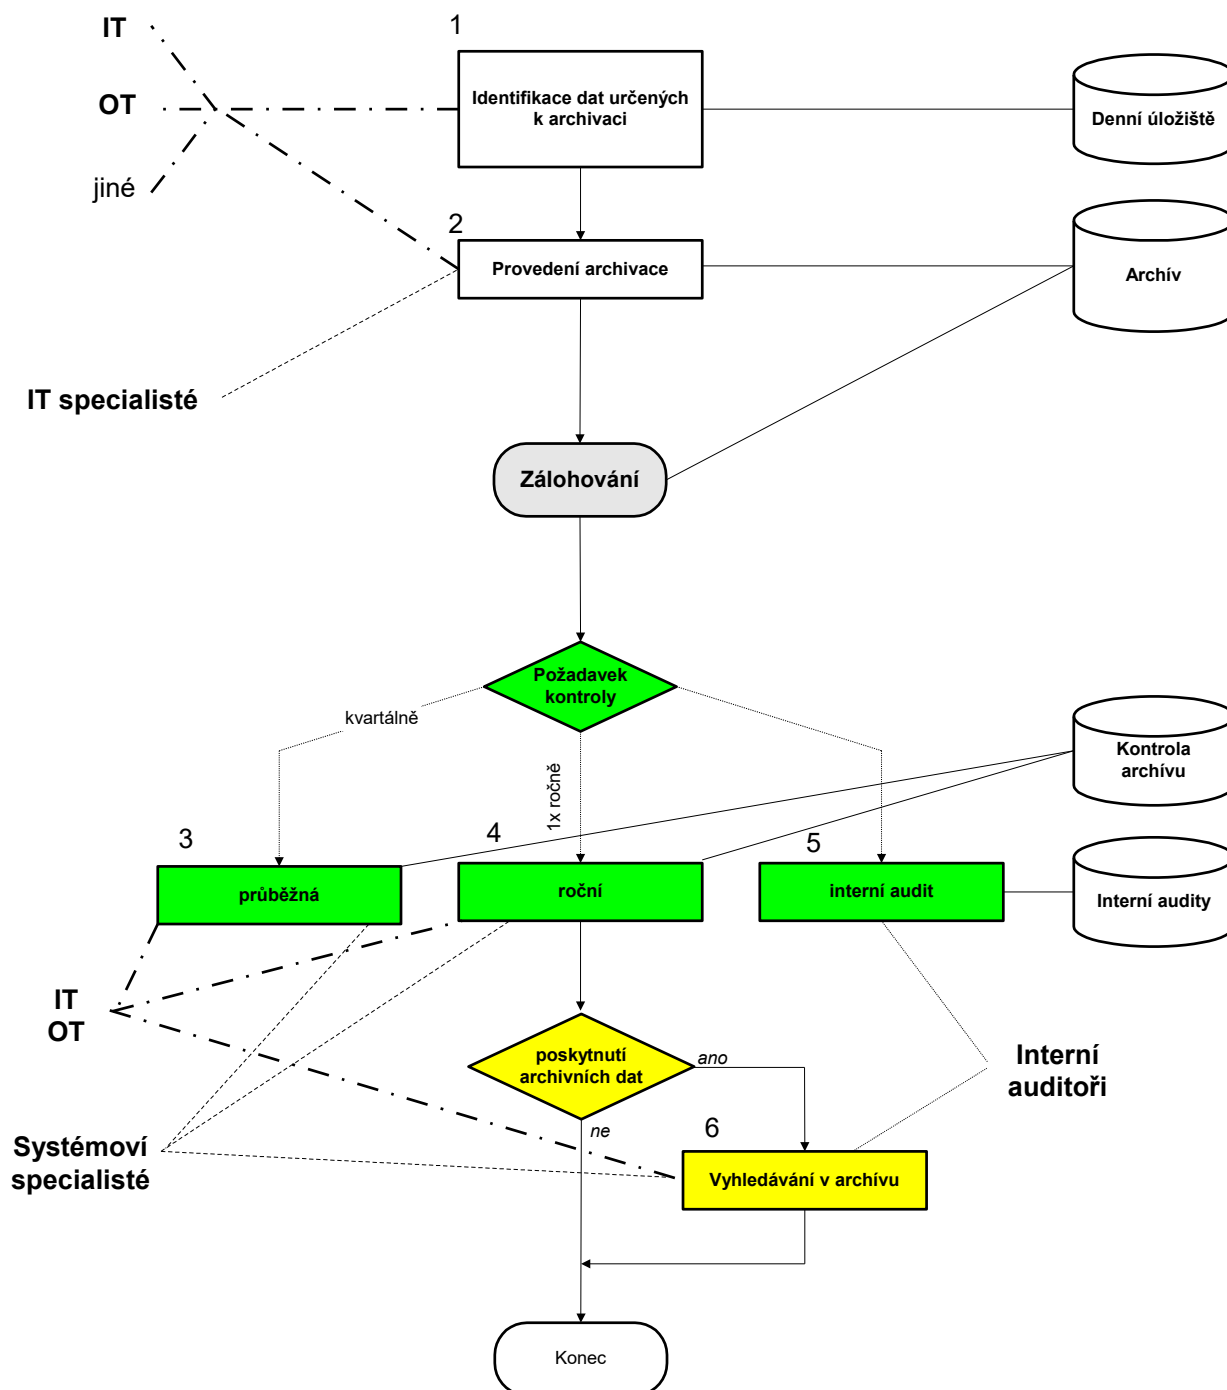 IT
1
Identifikace dat určených
k archivaci
OT
Denní úložiště
jiné
2
Provedení archivace
Archív
IT specialisté
Zálohování
Požadavek
kontroly
kvartálně
1x ročně
Kontrola
archívu
3
4
5
průběžná
roční
interní audit
Interní audity
IT
OT
poskytnutí
archivních dat
ano
ne
Interní
auditoři
6
Systémoví
specialisté
Vyhledávání v archívu
Konec